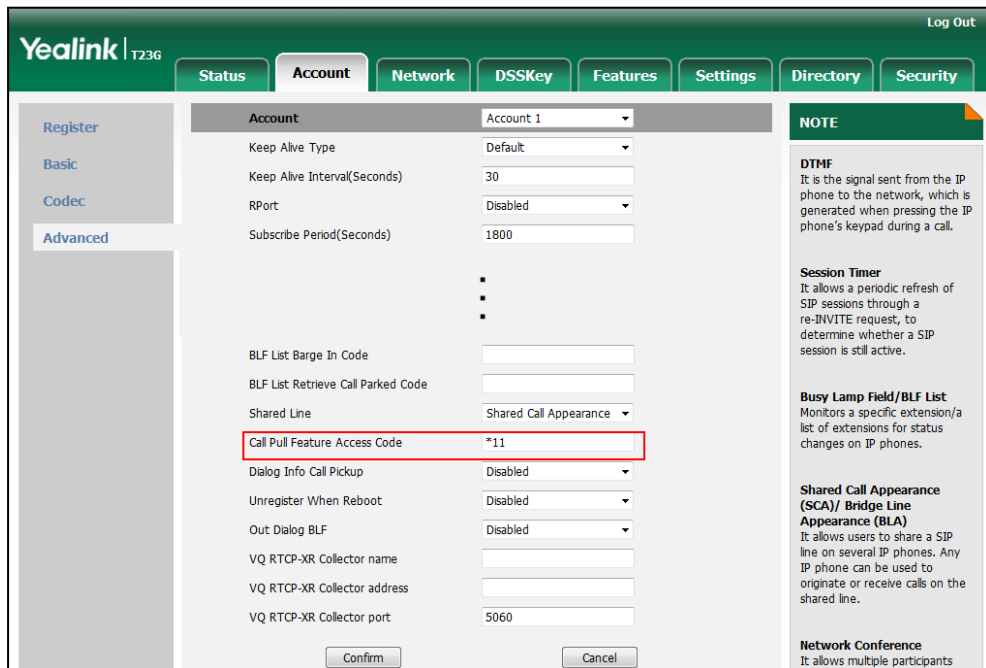 Log Out
Yealink | T23G
Status Account Network DSSKey Features Settings Directory Security
Register
Basic
Codec
Advanced
Account Account 1
Keep Alive Type Default
Keep Alive Interval(Seconds) 30
RPort Disabled
Subscribe Period(Seconds) 1800
BLF List Barge In Code
BLF List Retrieve Call Parked Code
Shared Line Shared Call Appearance
Call Pull Feature Access Code *11
Dialog Info Call Pickup Disabled
Unregister When Reboot Disabled
Out Dialog BLF Disabled
VQ RTCP-XR Collector name
VQ RTCP-XR Collector address
VQ RTCP-XR Collector port 5060
Confirm Cancel
NOTE
DTMF
It is the signal sent from the IP
phone to the network, which is
generated when pressing the IP
phone's keypad during a call.
Session Timer
It allows a periodic refresh of
SIP sessions through a
re-INVITE request, to
determine whether a SIP
session is still active.
Busy Lamp Field/BLF List
Monitors a specific extension/a
list of extensions for status
changes on IP phones.
Shared Call Appearance
(SCA)/ Bridge Line
Appearance (BLA)
It allows users to share a SIP
line on several IP phones. Any
IP phone can be used to
originate or receive calls on the
shared line.
Network Conference
It allows multiple participants